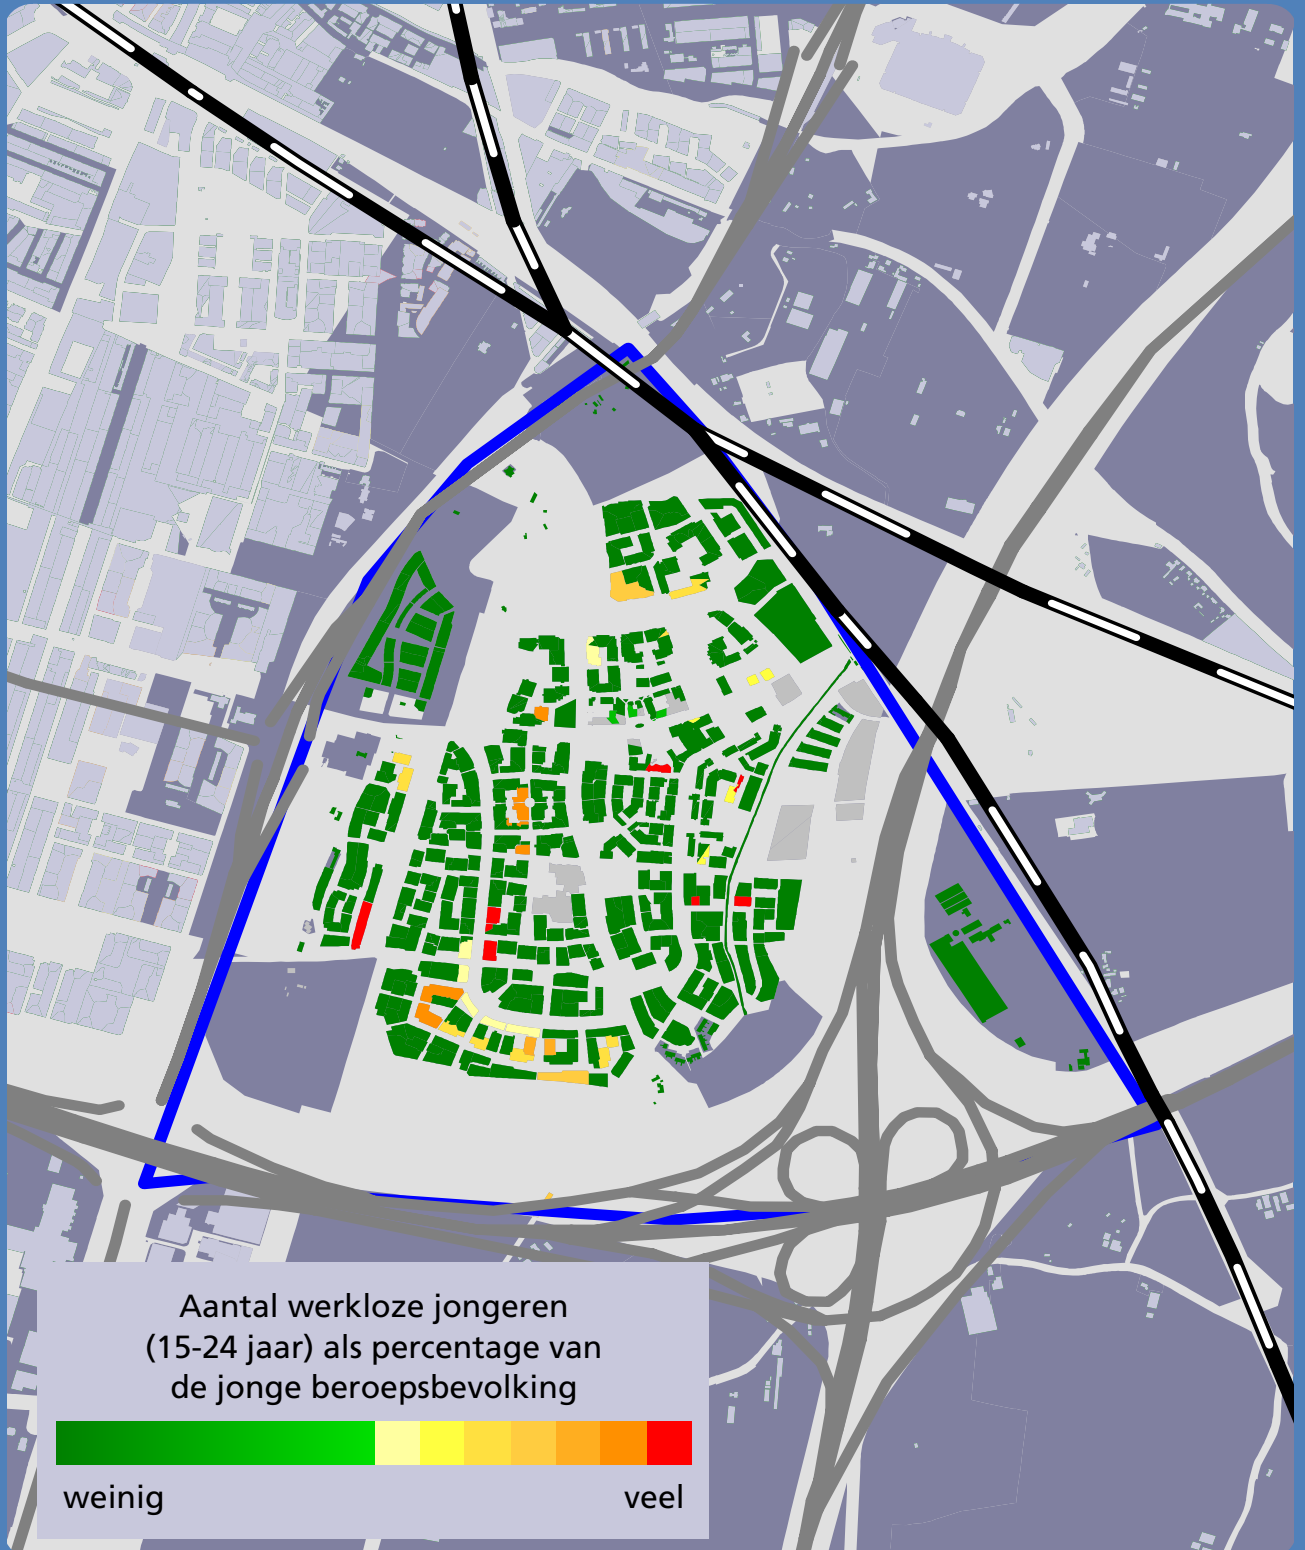 Aantal werkloze jongeren
(15-24 jaar) als percentage van
de jonge beroepsbevolking
weinig veel